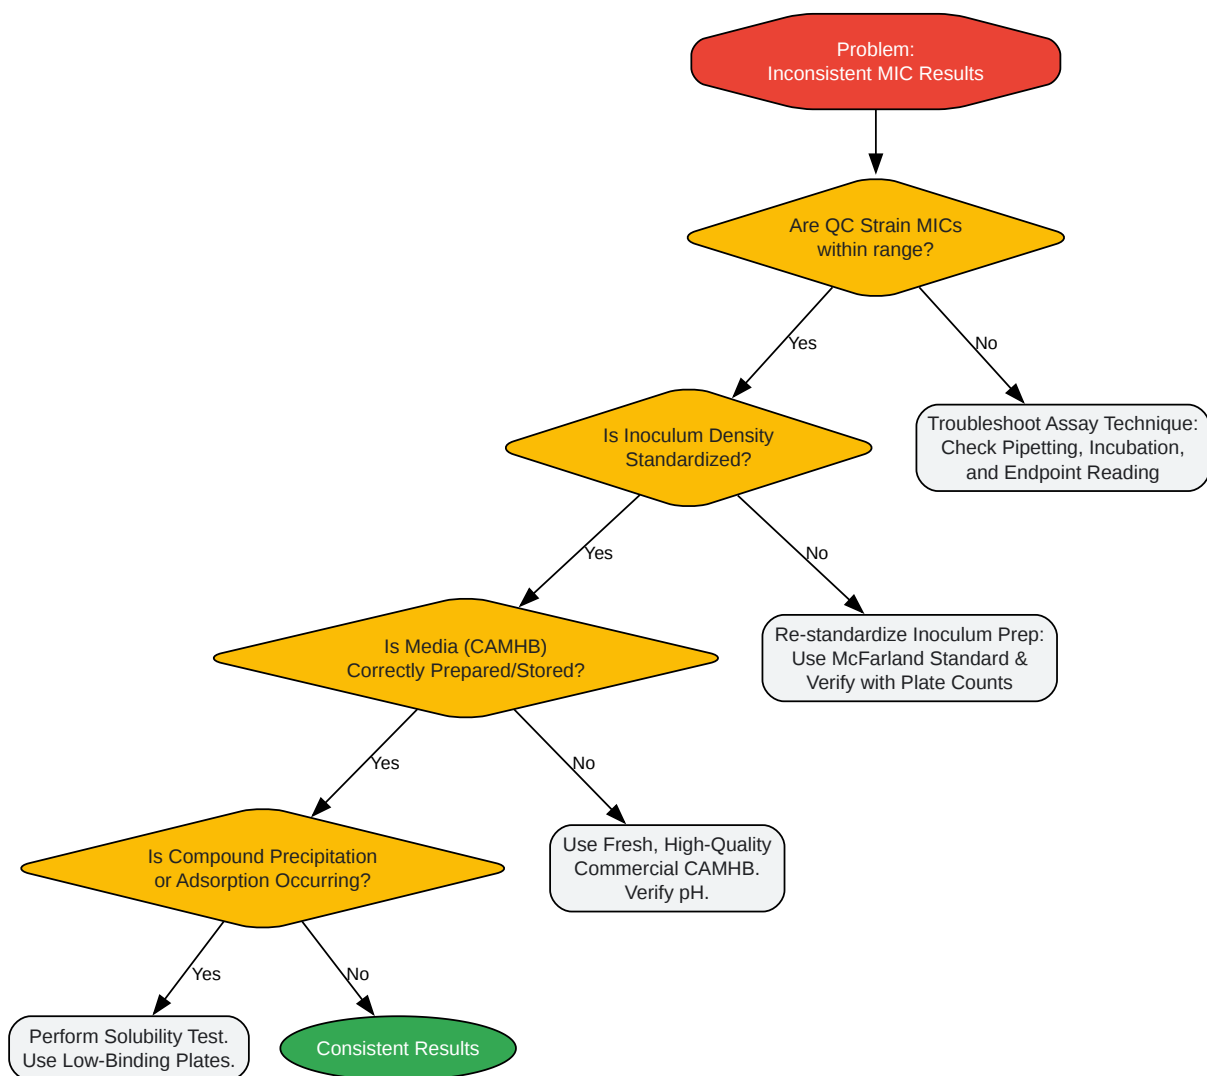 Problem:
Inconsistent MIC Results
Are QC Strain MICs
within range?
Yes
No
Is Inoculum Density
Standardized?
Troubleshoot Assay Technique:
Check Pipetting, Incubation,
and Endpoint Reading
Yes
No
Is Media (CAMHB)
Correctly Prepared/Stored?
Re-standardize Inoculum Prep:
Use McFarland Standard &
Verify with Plate Counts
Yes
No
Is Compound Precipitation
or Adsorption Occurring?
Use Fresh, High-Quality
Commercial CAMHB.
Verify pH.
Yes
No
Perform Solubility Test.
Use Low-Binding Plates.
Consistent Results